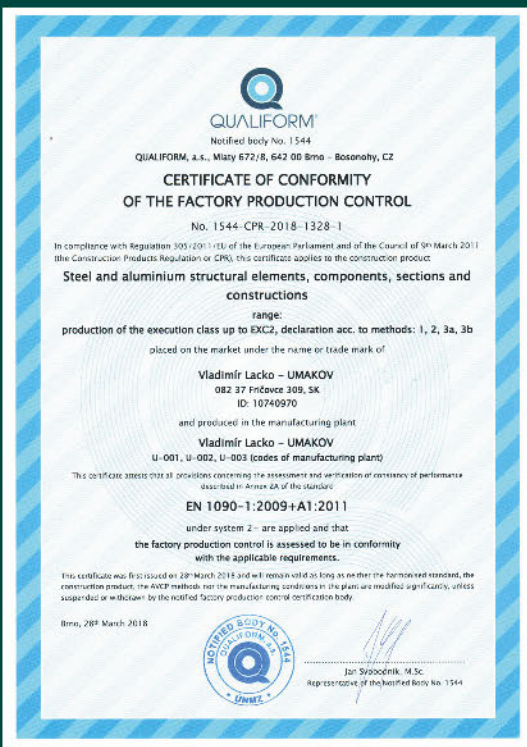 QUALIFORM®
Notified body No. 1544
QUALIFORM, a.s., Mlaty 672/8, 642 00 Brno – Bosonohy, CZ
CERTIFICATE OF CONFORMITY
OF THE FACTORY PRODUCTION CONTROL
No. 1544-CPR-2018-1328-1
In compliance with Regulation 305/2011/EU of the European Parliament and of the Council of 9th March 2011
(the Construction Products Regulation or CPR), this certificate applies to the construction product
Steel and aluminium structural elements, components, sections and
constructions
range:
production of the execution class up to EXC2, declaration acc. to methods: 1, 2, 3a, 3b
placed on the market under the name or trade mark of
Vladimír Lacko – UMAKOV
082 37 Fričovce 309, SK
ID: 10740970
and produced in the manufacturing plant
Vladimír Lacko – UMAKOV
U-001, U-002, U-003 (codes of manufacturing plant)
This certificate attests that all provisions concerning the assessment and verification of constancy of performance
described in Annex ZA of the standard
EN 1090-1:2009+A1:2011
under system 2+ are applied and that
the factory production control is assessed to be in conformity
with the applicable requirements.
This certificate was first issued on 28th March 2018 and will remain valid as long as neither the harmonised standard, the
construction product, the AVCP methods nor the manufacturing conditions in the plant are modified significantly, unless
suspended or withdrawn by the notified factory production control certification body.
Brno, 28th March 2018
NOTIFIED BODY No. 1544
QUALIFORM a.s.
ÚNMZ
Jan Svobodník, M.Sc.
Representative of the Notified Body No. 1544